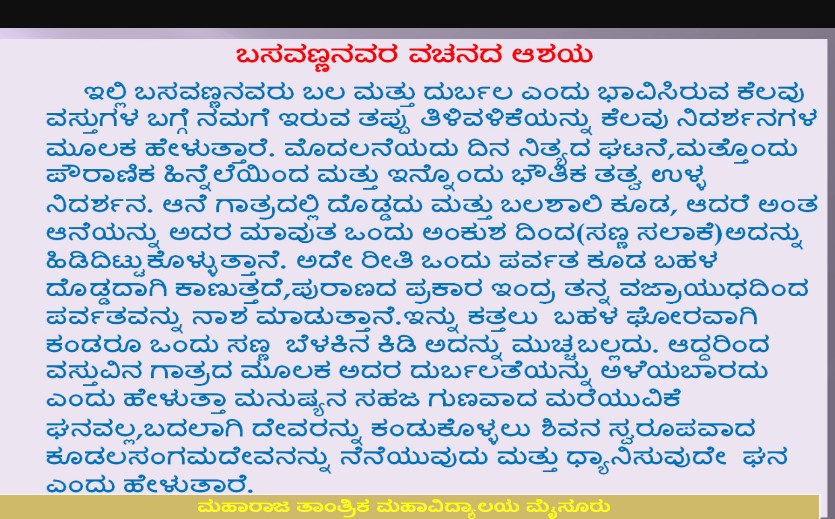 ಬಸವಣ್ಣನವರ ವಚನದ ಆಶಯ
ಇಲ್ಲಿ ಬಸವಣ್ಣನವರು ಬಲ ಮತ್ತು ದುರ್ಬಲ ಎಂದು ಭಾವಿಸಿರುವ ಕೆಲವು
ವಸ್ತುಗಳ ಬಗ್ಗೆ ನಮಗೆ ಇರುವ ತಪ್ಪು ತಿಳಿವಳಿಕೆಯನ್ನು ಕೆಲವು ನಿದರ್ಶನಗಳ
ಮೂಲಕ ಹೇಳುತ್ತಾರೆ. ಮೊದಲನೆಯದು ದಿನ ನಿತ್ಯದ ಘಟನೆ,ಮತ್ತೊಂದು
ಪೌರಾಣಿಕ ಹಿನ್ನೆಲೆಯಿಂದ ಮತ್ತು ಇನ್ನೊಂದು ಭೌತಿಕ ತತ್ವ ಉಳ್ಳ
ನಿದರ್ಶನ. ಆನೆ ಗಾತ್ರದಲ್ಲಿ ದೊಡ್ಡದು ಮತ್ತು ಬಲಶಾಲಿ ಕೂಡ, ಆದರೆ ಅಂತ
ಆನೆಯನ್ನು ಅದರ ಮಾವುತ ಒಂದು ಅಂಕುಶ ದಿಂದ(ಸಣ್ಣ ಸಲಾಕೆ)ಅದನ್ನು
ಹಿಡಿದಿಟ್ಟುಕೊಳ್ಳುತ್ತಾನೆ. ಅದೇ ರೀತಿ ಒಂದು ಪರ್ವತ ಕೂಡ ಬಹಳ
ದೊಡ್ಡದಾಗಿ ಕಾಣುತ್ತದೆ,ಪುರಾಣದ ಪ್ರಕಾರ ಇಂದ್ರ ತನ್ನ ವಜ್ರಾಯುಧದಿಂದ
ಪರ್ವತವನ್ನು ನಾಶ ಮಾಡುತ್ತಾನೆ.ಇನ್ನು ಕತ್ತಲು ಬಹಳ ಘೋರವಾಗಿ
ಕಂಡರೂ ಒಂದು ಸಣ್ಣ ಬೆಳಕಿನ ಕಿಡಿ ಅದನ್ನು ಮುಚ್ಚಬಲ್ಲದು. ಆದ್ದರಿಂದ
ವಸ್ತುವಿನ ಗಾತ್ರದ ಮೂಲಕ ಅದರ ದುರ್ಬಲತೆಯನ್ನು ಅಳೆಯಬಾರದು
ಎಂದು ಹೇಳುತ್ತಾ ಮನುಷ್ಯನ ಸಹಜ ಗುಣವಾದ ಮರೆಯುವಿಕೆ
ಘನವಲ್ಲ,ಬದಲಾಗಿ ದೇವರನ್ನು ಕಂಡುಕೊಳ್ಳಲು ಶಿವನ ಸ್ವರೂಪವಾದ
ಕೂಡಲಸಂಗಮದೇವನನ್ನು ನೆನೆಯುವುದು ಮತ್ತು ಧ್ಯಾನಿಸುವುದೇ ಘನ
ಎಂದು ಹೇಳುತಾರೆ.
ಮಹಾರಾಜ ತಾಂತ್ರಿಕ ಮಹಾವಿದ್ಯಾಲಯ ಮೈಸೂರು